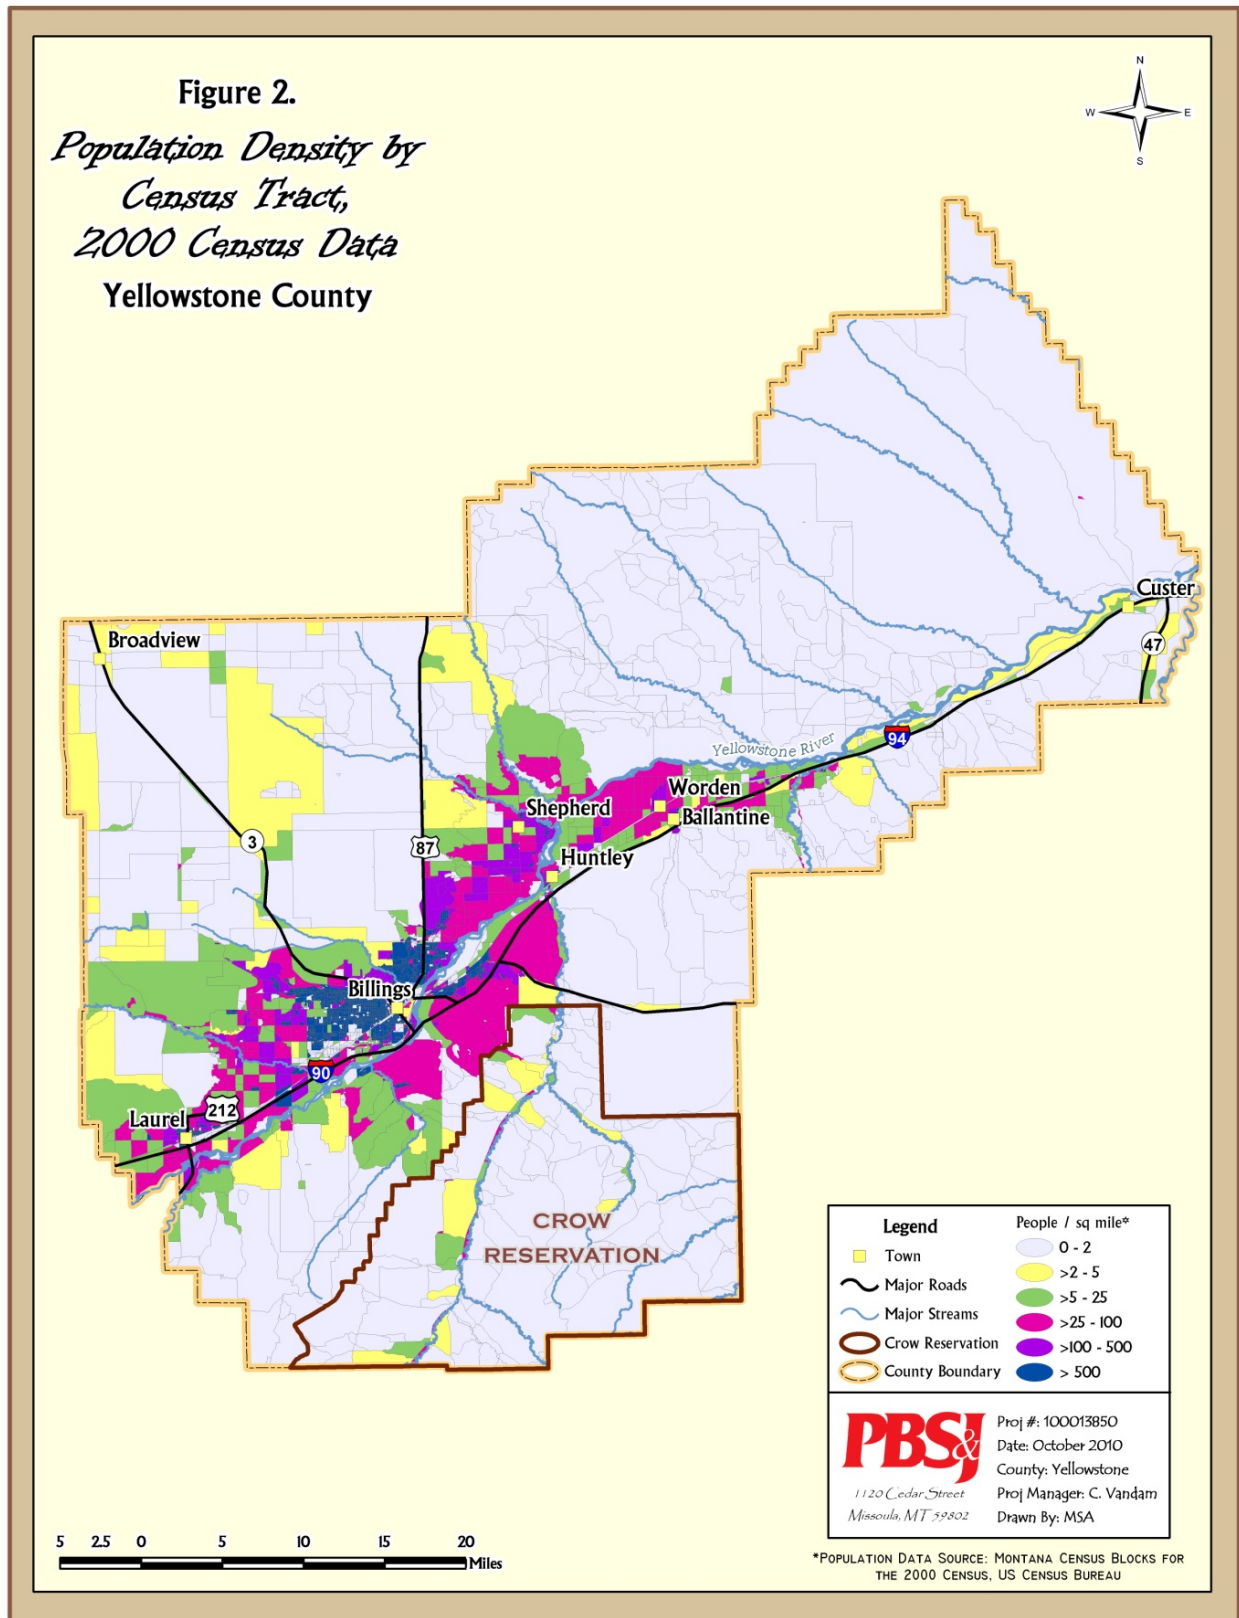 Figure 2.
Population Density by
Census Tract,
2000 Census Data
Yellowstone County
N
W
E
S
Custer
47
Broadview
94
Yellowstone River
Worden
Shepherd
Ballantine
3
87
Huntley
Billings
90
212
Laurel
CROW
RESERVATION
Legend
Town
Major Roads
Major Streams
Crow Reservation
County Boundary
People / sq mile*
0 - 2
>2 - 5
>5 - 25
>25 - 100
>100 - 500
> 500
PBS&J
1120 Cedar Street
Missoula, MT 59802
Proj #: 100013850
Date: October 2010
County: Yellowstone
Proj Manager: C. Vandam
Drawn By: MSA
5 2.5 0 5 10 15 20
Miles
*POPULATION DATA SOURCE: MONTANA CENSUS BLOCKS FOR
THE 2000 CENSUS, US CENSUS BUREAU